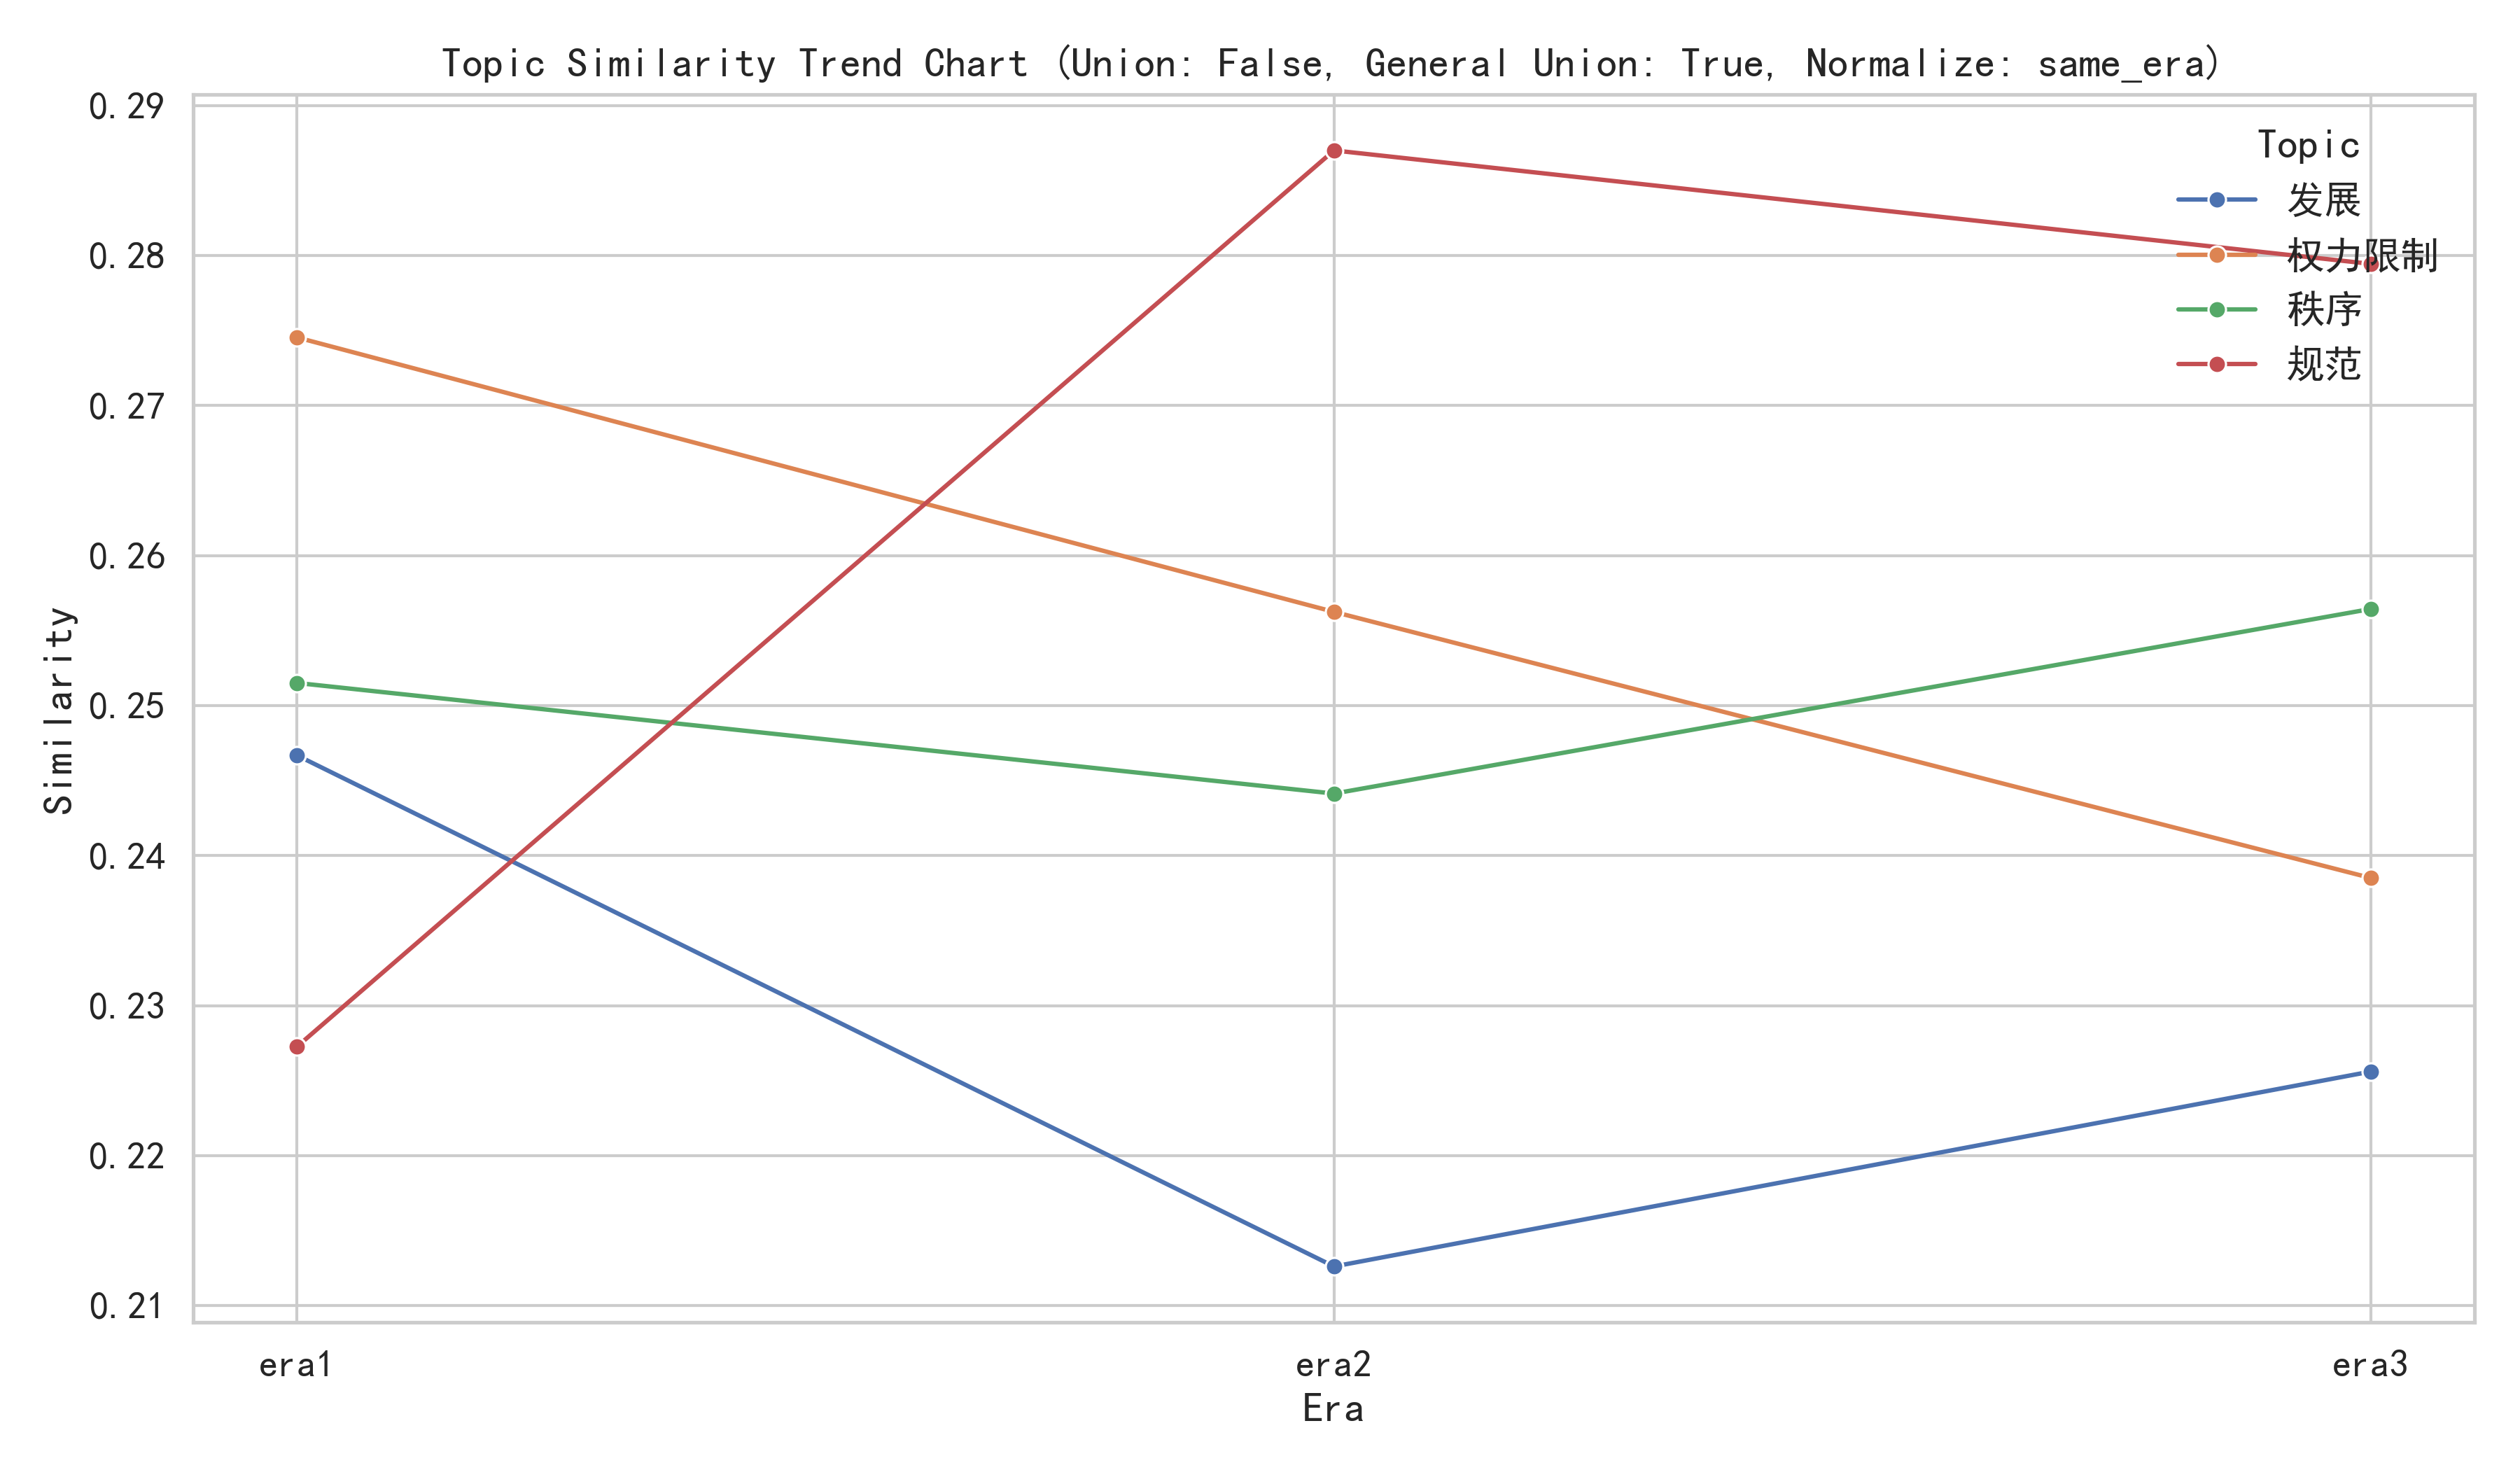 Topic Similarity Trend Chart (Union: False, General Union: True, Normalize: same_era)
0.29
0.28
0.27
0.26
0.25
0.24
0.23
0.22
0.21
Similarity
Topic
发展
权力限制
秩序
规范
era1
era2
era3
Era